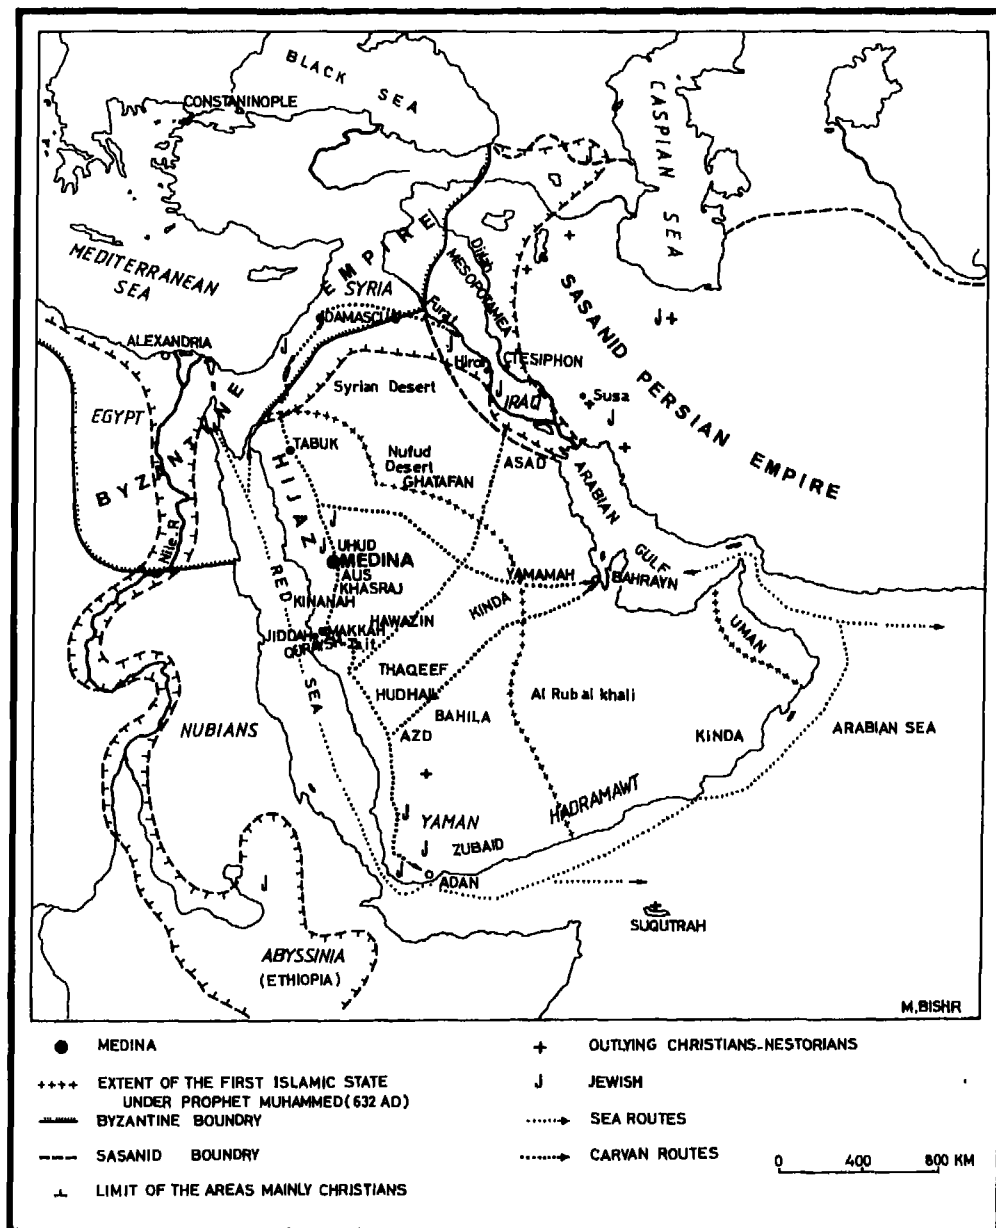 BLACK SEA
CONSTANINOPLE
CASPIAN SEA
MEDITERRANEAN
SEA
BYZANTINE EMPIRE
SYRIA
Dijlah
MESOPOTAMEA
SASANID PERSIAN EMPIRE
Furat
DAMASCUS
ALEXANDRIA
J
Hira
CTESIPHON
Syrian Desert
IRAQ
Susa
EGYPT
TABUK
Nufud
Desert
GHATAFAN
ASAD
HIJAZ
ARABIAN GULF
Nile R
UHUD
MEDINA
AUS
KHASRAJ
KINANAH
YAMAMAH
BAHRAYN
KINDA
RED SEA
HAWAZIN
JIDDAH
MAKKAH
QURAYSH
UMAN
THAQEEF
HUDHAIL
Al Rub al khali
BAHILA
NUBIANS
AZD
KINDA
ARABIAN SEA
HADRAMAWT
YAMAN
ZUBAID
ADAN
SUQUTRAH
ABYSSINIA
(ETHIOPIA)
M.BISHR
MEDINA
EXTENT OF THE FIRST ISLAMIC STATE
UNDER PROPHET MUHAMMED (632 AD)
BYZANTINE BOUNDRY
SASANID BOUNDRY
LIMIT OF THE AREAS MAINLY CHRISTIANS
OUTLYING CHRISTIANS-NESTORIANS
J JEWISH
SEA ROUTES
CARVAN ROUTES
0 400 800 KM